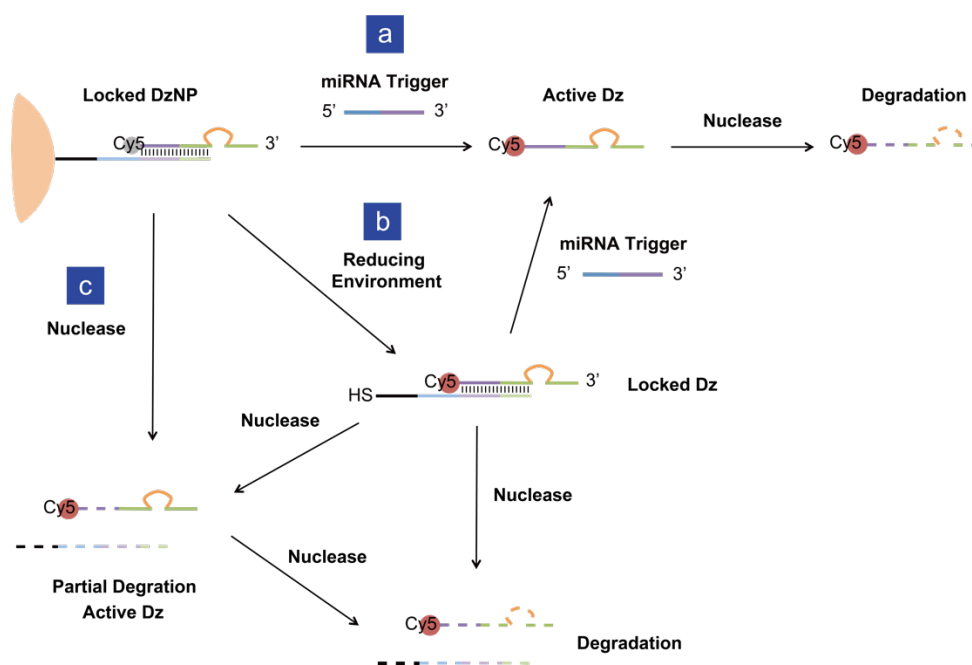 a
miRNA Trigger
5’ 3’
Locked DzNP
Cy5 3’
Active Dz
Cy5
Nuclease
Degradation
Cy5
b
Reducing
Environment
miRNA Trigger
5’ 3’
c
Nuclease
HS Cy5 3’
Locked Dz
Nuclease
Nuclease
Cy5
Partial Degration
Active Dz
Nuclease
Cy5
Degradation